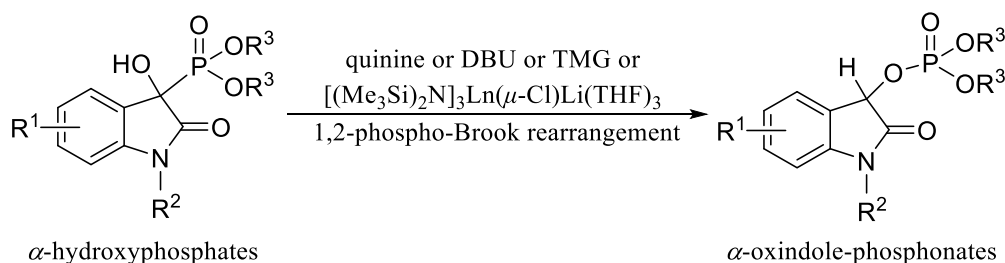 O
HO P OR³
OR³
R¹
O
N
R²
α-hydroxyphosphates
quinine or DBU or TMG or
[(Me₃Si)₂N]₃Ln(μ-Cl)Li(THF)₃
1,2-phospho-Brook rearrangement
O
H O P OR³
OR³
R¹
O
N
R²
α-oxindole-phosphonates